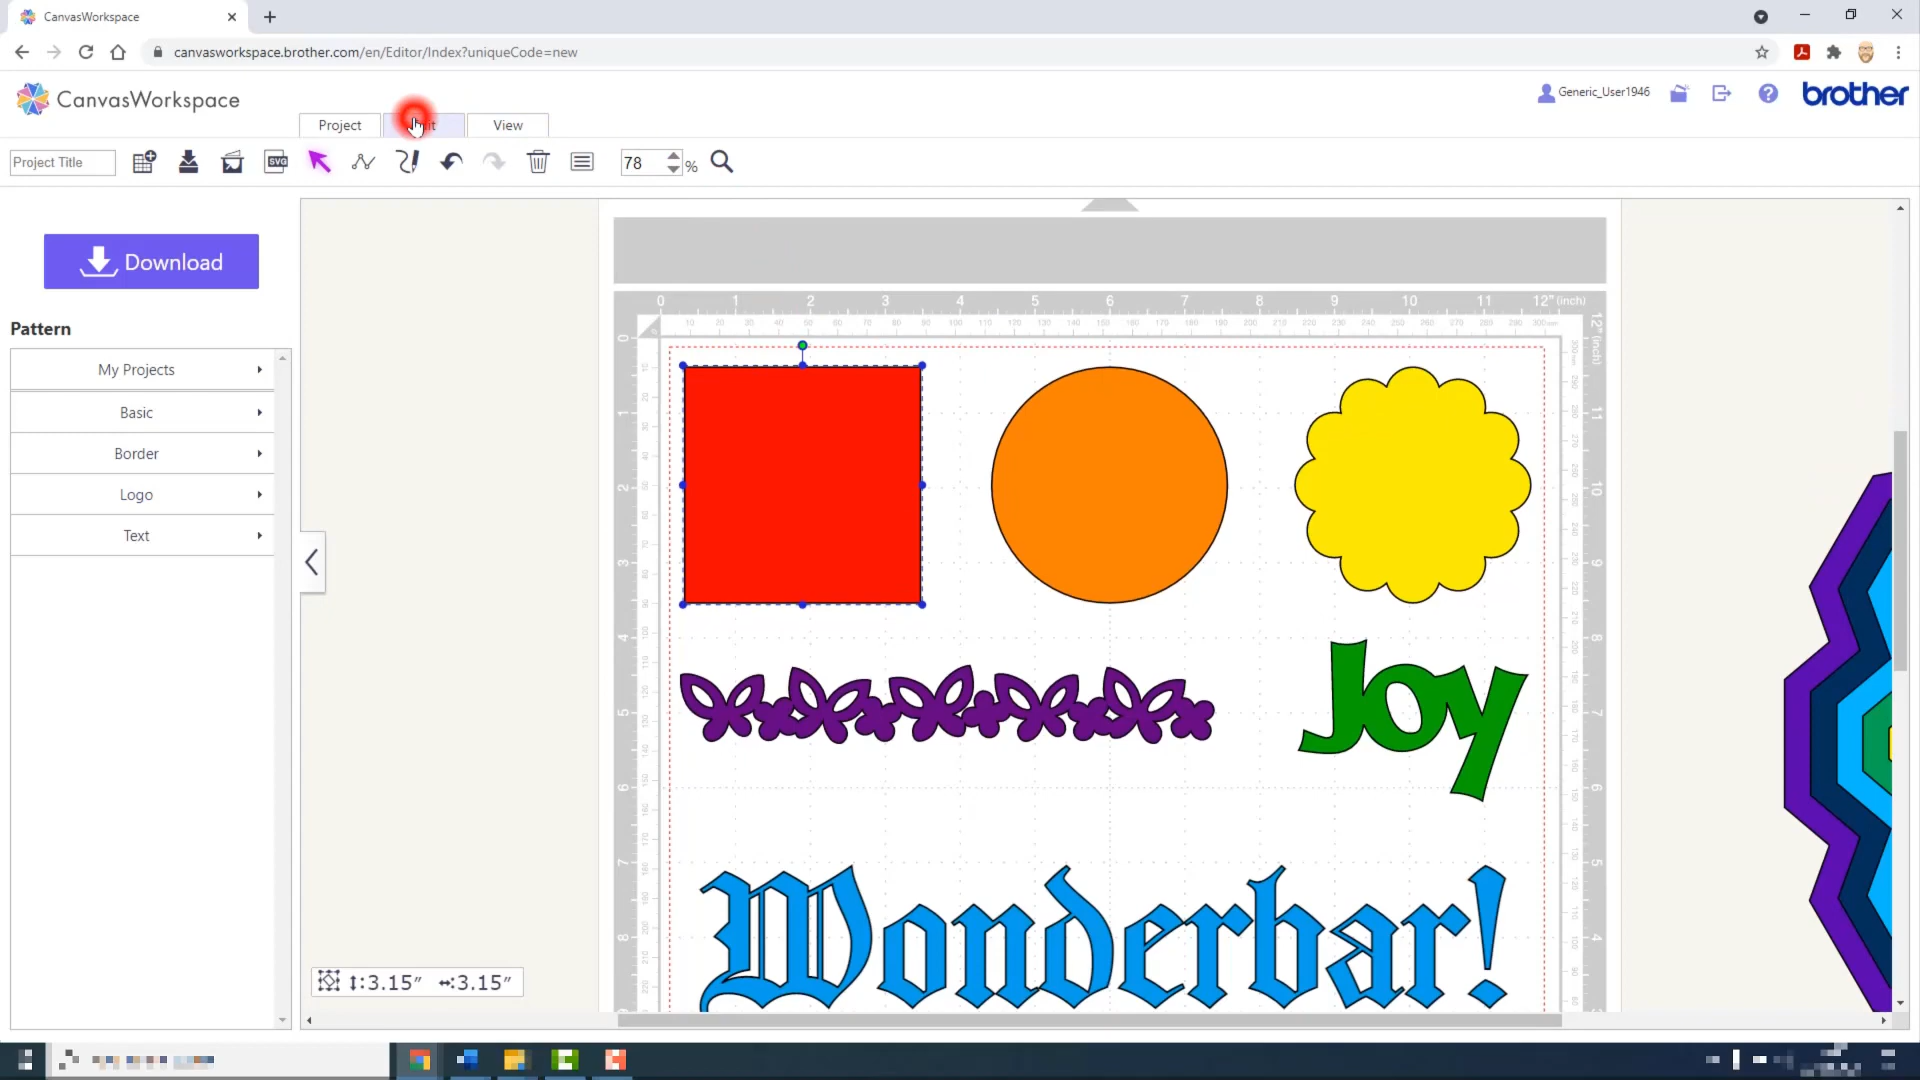 CanvasWorkspace
canvasworkspace.brother.com/en/Editor/Index?uniqueCode=new
CanvasWorkspace
Generic_User1946
brother
Project
View
Project Title
SVG
78
%
Download
Pattern
My Projects
Basic
Border
Logo
Text
0 1 2 3 4 5 6 7 8 9 10 11 12" (inch)
Joy
Wonderbar!
↕:3.15" ↔:3.15"